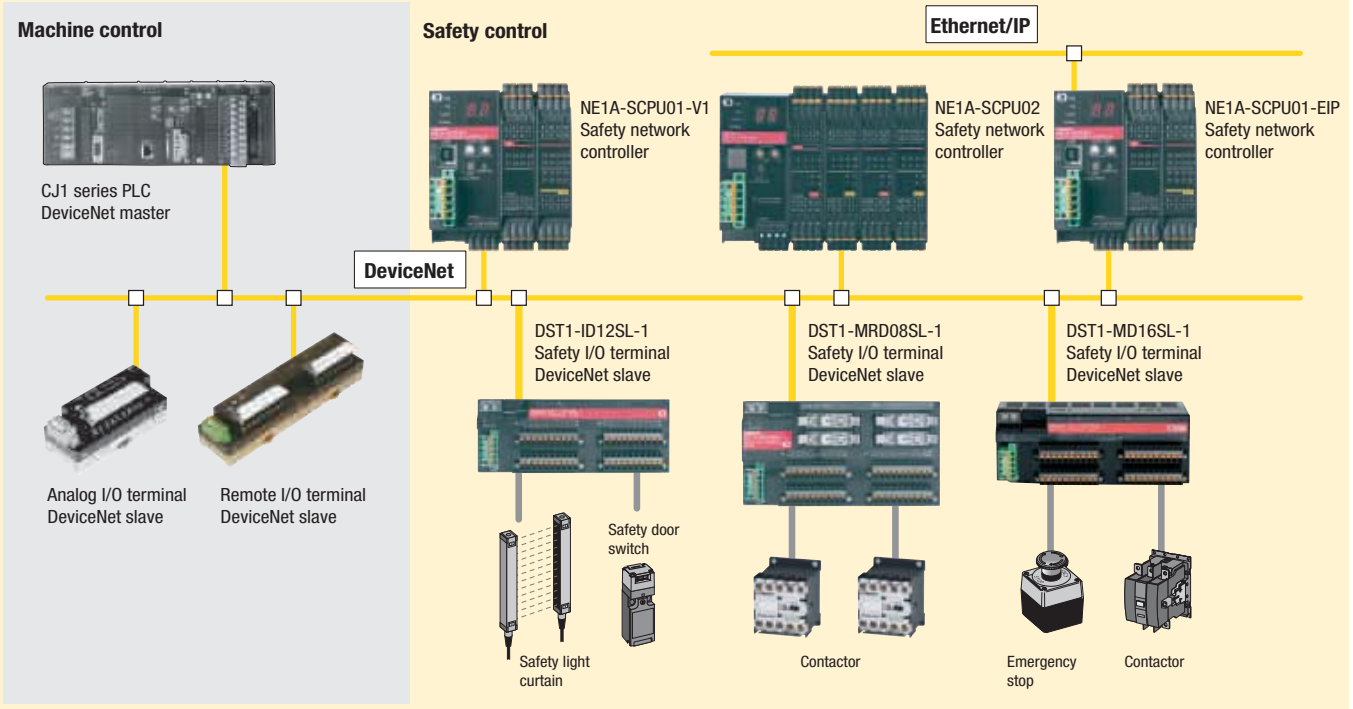 Machine control
Safety control
Ethernet/IP
CJ1 series PLC
DeviceNet master
NE1A-SCPU01-V1
Safety network
controller
NE1A-SCPU02
Safety network
controller
NE1A-SCPU01-EIP
Safety network
controller
DeviceNet
DST1-ID12SL-1
Safety I/O terminal
DeviceNet slave
DST1-MRD08SL-1
Safety I/O terminal
DeviceNet slave
DST1-MD16SL-1
Safety I/O terminal
DeviceNet slave
Analog I/O terminal
DeviceNet slave
Remote I/O terminal
DeviceNet slave
Safety door
switch
Safety light
curtain
Contactor
Emergency
stop
Contactor